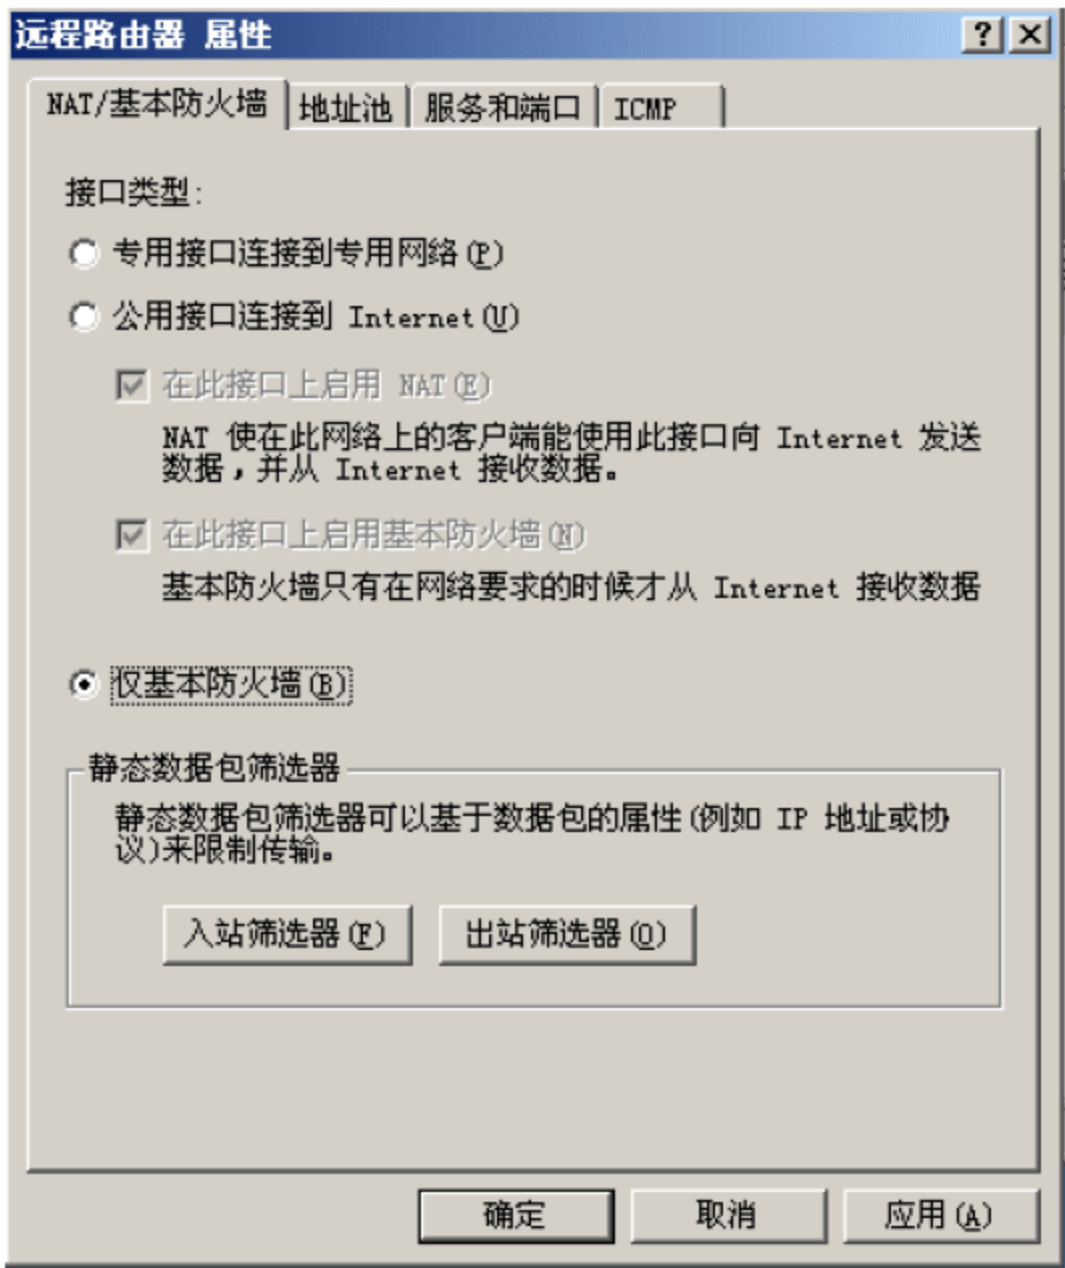 远程路由器 属性
NAT/基本防火墙 地址池 服务和端口 ICMP
接口类型:
专用接口连接到专用网络(P)
公用接口连接到 Internet(U)
在此接口上启用 NAT(E)
NAT 使在此网络上的客户端能使用此接口向 Internet 发送
数据，并从 Internet 接收数据。
在此接口上启用基本防火墙(N)
基本防火墙只有在网络要求的时候才从 Internet 接收数据
仅基本防火墙(B)
静态数据包筛选器
静态数据包筛选器可以基于数据包的属性(例如 IP 地址或协
议)来限制传输。
入站筛选器(F) 出站筛选器(O)
确定 取消 应用(A)